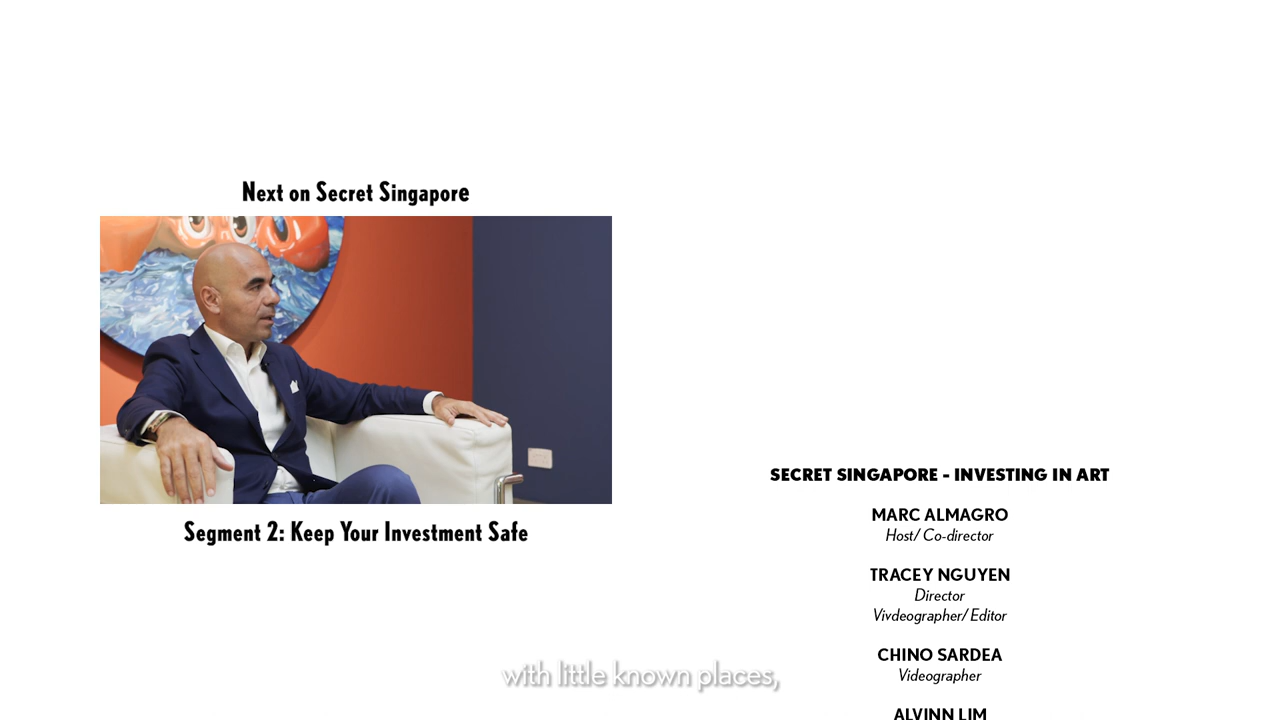 Next on Secret Singapore
Segment 2: Keep Your Investment Safe
SECRET SINGAPORE - INVESTING IN ART
MARC ALMAGRO
Host/ Co-director
TRACEY NGUYEN
Director
Vivdeographer/ Editor
CHINO SARDEA
Videographer
ALVINN LIM
with little known places,